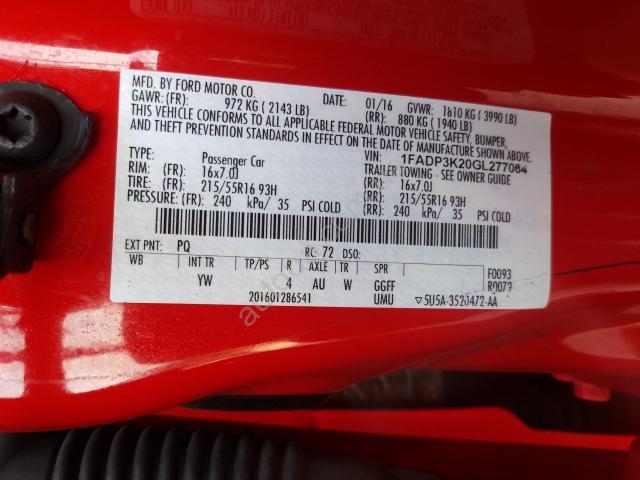 MFD. BY FORD MOTOR CO.
DATE: 01/16 GVWR: 1810 KG ( 3990 LB)
GAWR: (FR): 972 KG ( 2143 LB) (RR): 880 KG ( 1940 LB)
THIS VEHICLE CONFORMS TO ALL APPLICABLE FEDERAL MOTOR VEHICLE SAFETY, BUMPER,
AND THEFT PREVENTION STANDARDS IN EFFECT ON THE DATE OF MANUFACTURE SHOWN ABOVE.
VIN: 1FADP3K20GL277064
TYPE: Passenger Car TRAILER TOWING - SEE OWNER GUIDE
RIM: (FR): 16x7.0J (RR): 16x7.0J
TIRE: (FR): 215/55R16 93H (RR): 215/55R16 93H
PRESSURE: (FR): 240 kPa/ 35 PSI COLD (RR): 240 kPa/ 35 PSI COLD
EXT PNT: PQ RC: 72 DSO: F0093
WB INT TR TP/PS R AXLE TR SPR R0079
YW 4 AU W GGFF
201601286541 UMU ▽5U5A-3520472-AA